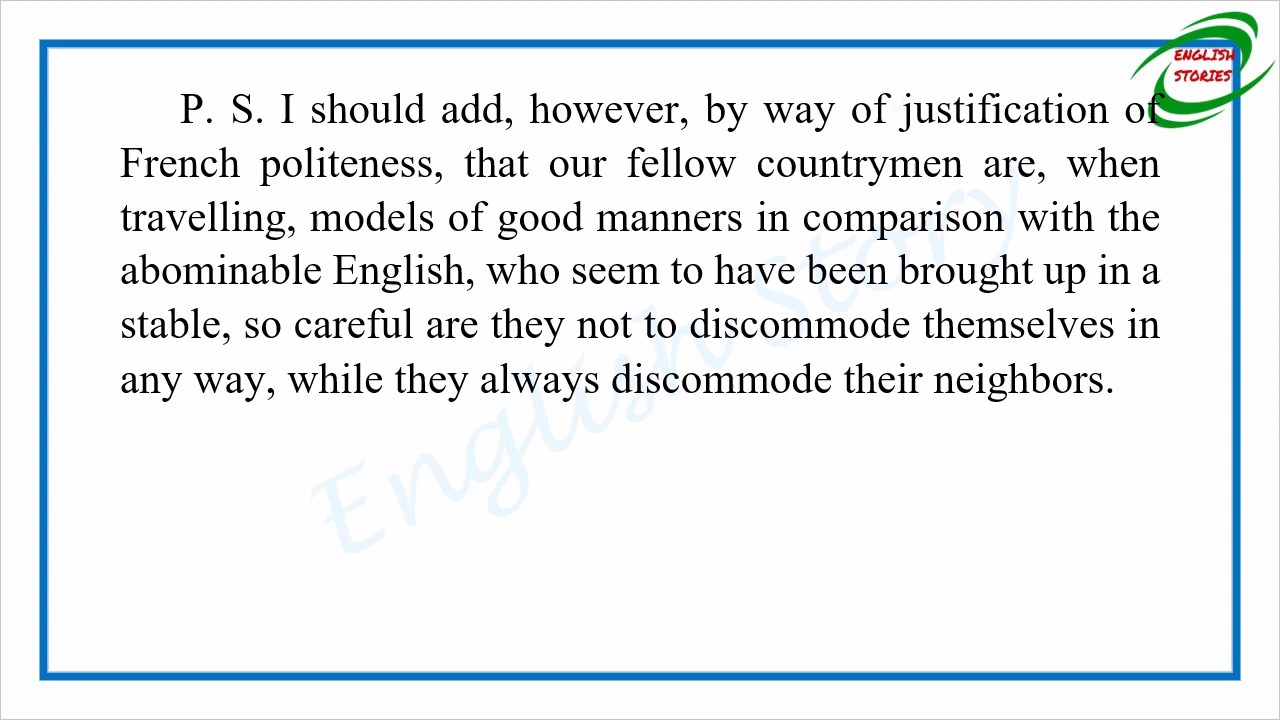 ENGLISH
STORIES
P. S. I should add, however, by way of justification of
French politeness, that our fellow countrymen are, when
travelling, models of good manners in comparison with the
abominable English, who seem to have been brought up in a
stable, so careful are they not to discommode themselves in
any way, while they always discommode their neighbors.
English Story